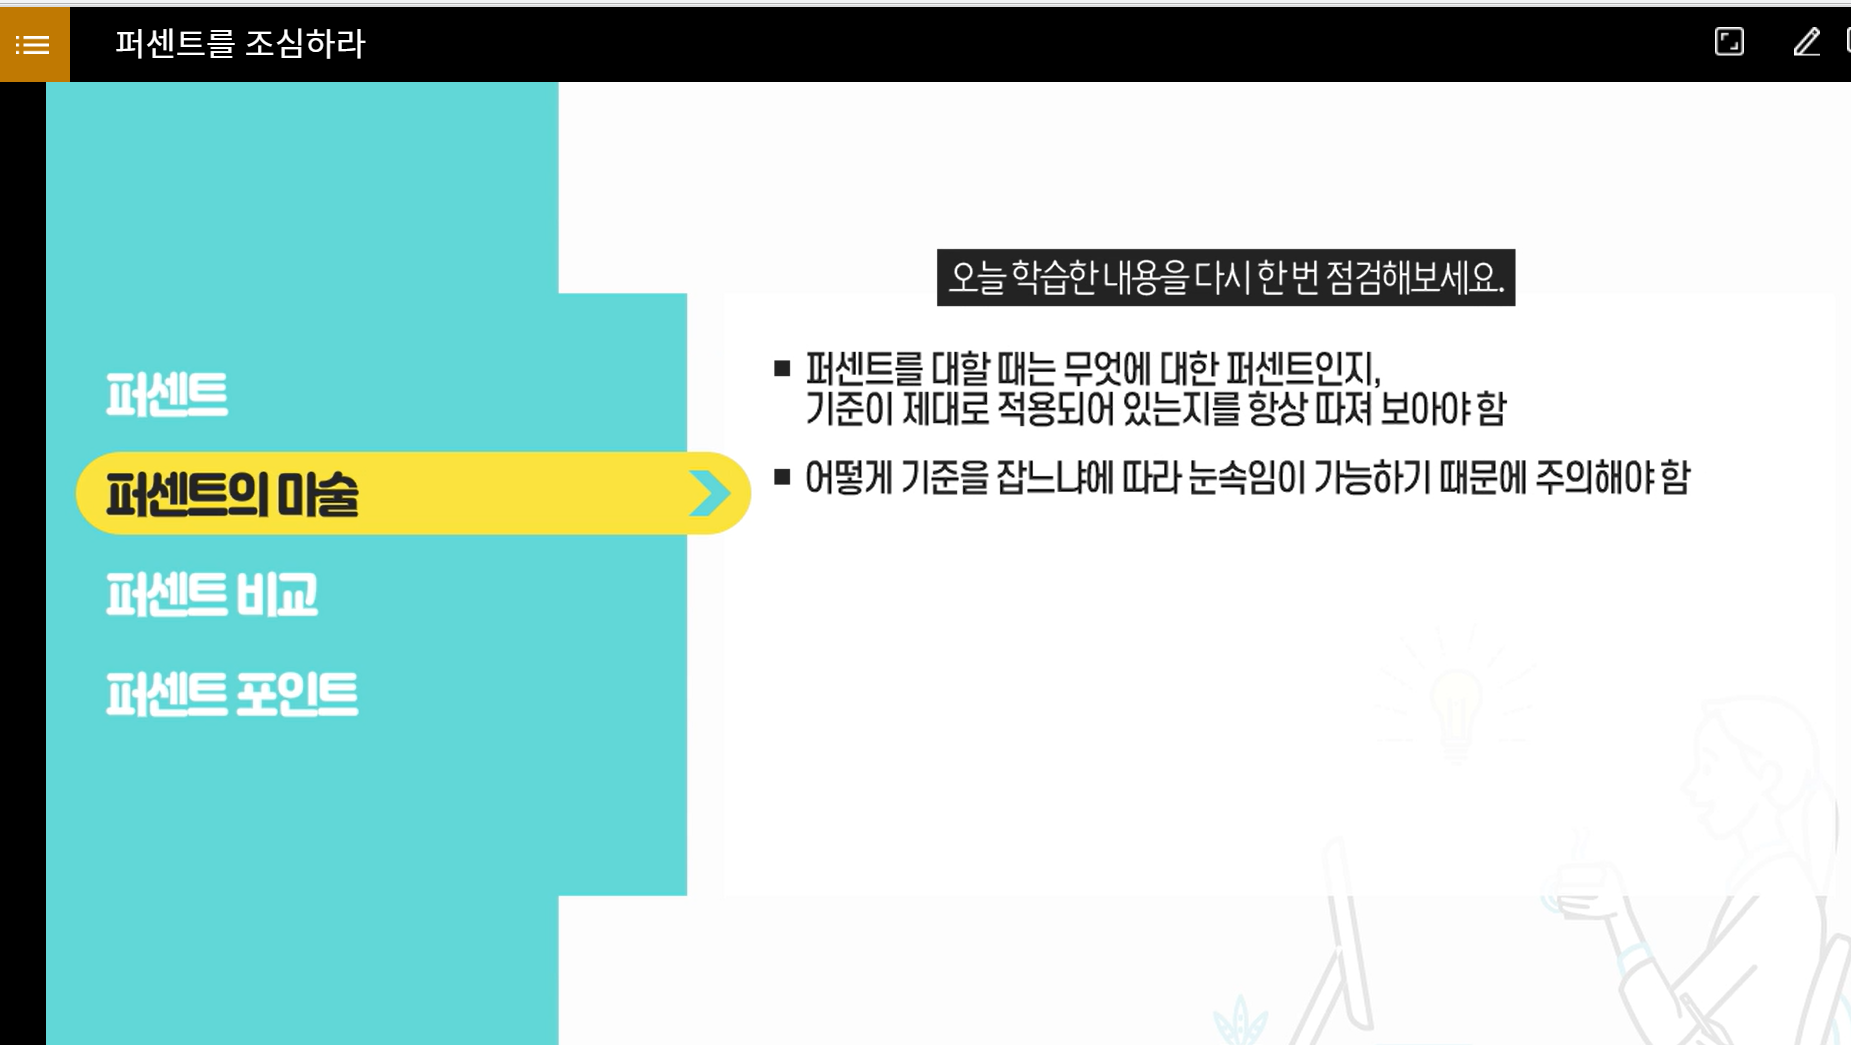 퍼센트를 조심하라
퍼센트
퍼센트의 마술
퍼센트 비교
퍼센트 포인트
오늘 학습한 내용을 다시 한 번 점검해보세요.
■ 퍼센트를 대할 때는 무엇에 대한 퍼센트인지,
기준이 제대로 적용되어 있는지를 항상 따져 보아야 함
■ 어떻게 기준을 잡느냐에 따라 눈속임이 가능하기 때문에 주의해야 함